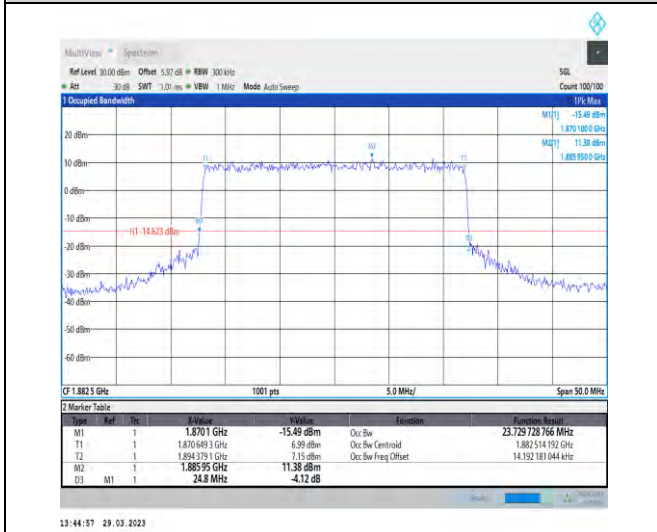 MultiView Spectrum
Ref Level 30.00 dBm Offset 5.97 dB RBW 300 kHz SGL
Att 30 dB SWT 1.01 ms VBW 1 MHz Mode Auto Sweep Count 100/100
1 Occupied Bandwidth 1Pk Max
M1[1] -15.49 dBm
1.870 100 0 GHz
M2[1] 11.38 dBm
1.885 950 0 GHz
20 dBm
10 dBm
0 dBm
-10 dBm
H1 -14.623 dBm
-20 dBm
-30 dBm
-40 dBm
-50 dBm
-60 dBm
T1
M2
T2
M1
D3
CF 1.882 5 GHz 1001 pts 5.0 MHz/ Span 50.0 MHz
2 Marker Table
Type Ref Trc X-Value Y-Value Function Function Result
M1 1 1.8701 GHz -15.49 dBm Occ Bw 23.729 728 766 MHz
T1 1 1.870 649 3 GHz 6.99 dBm Occ Bw Centroid 1.882 514 192 GHz
T2 1 1.894 379 1 GHz 7.15 dBm Occ Bw Freq Offset 14.192 181 044 kHz
M2 1 1.885 95 GHz 11.38 dBm
D3 M1 1 24.8 MHz -4.12 dB
13:44:57 29.03.2023